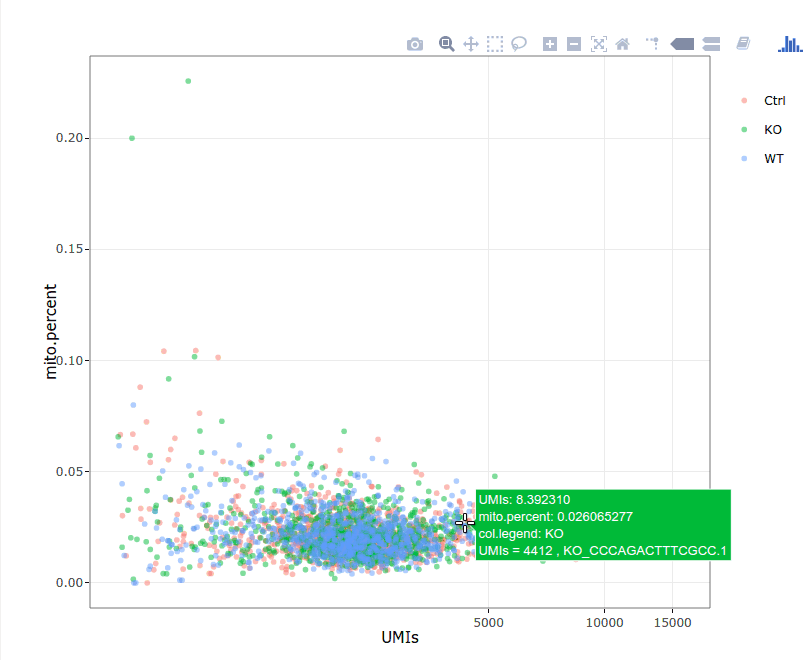 Ctrl
KO
WT
0.20
0.15
0.10
0.05
0.00
mito.percent
UMIs: 8.392310
mito.percent: 0.026065277
col.legend: KO
UMIs = 4412 , KO_CCCAGACTTTCGCC.1
5000
10000
15000
UMIs